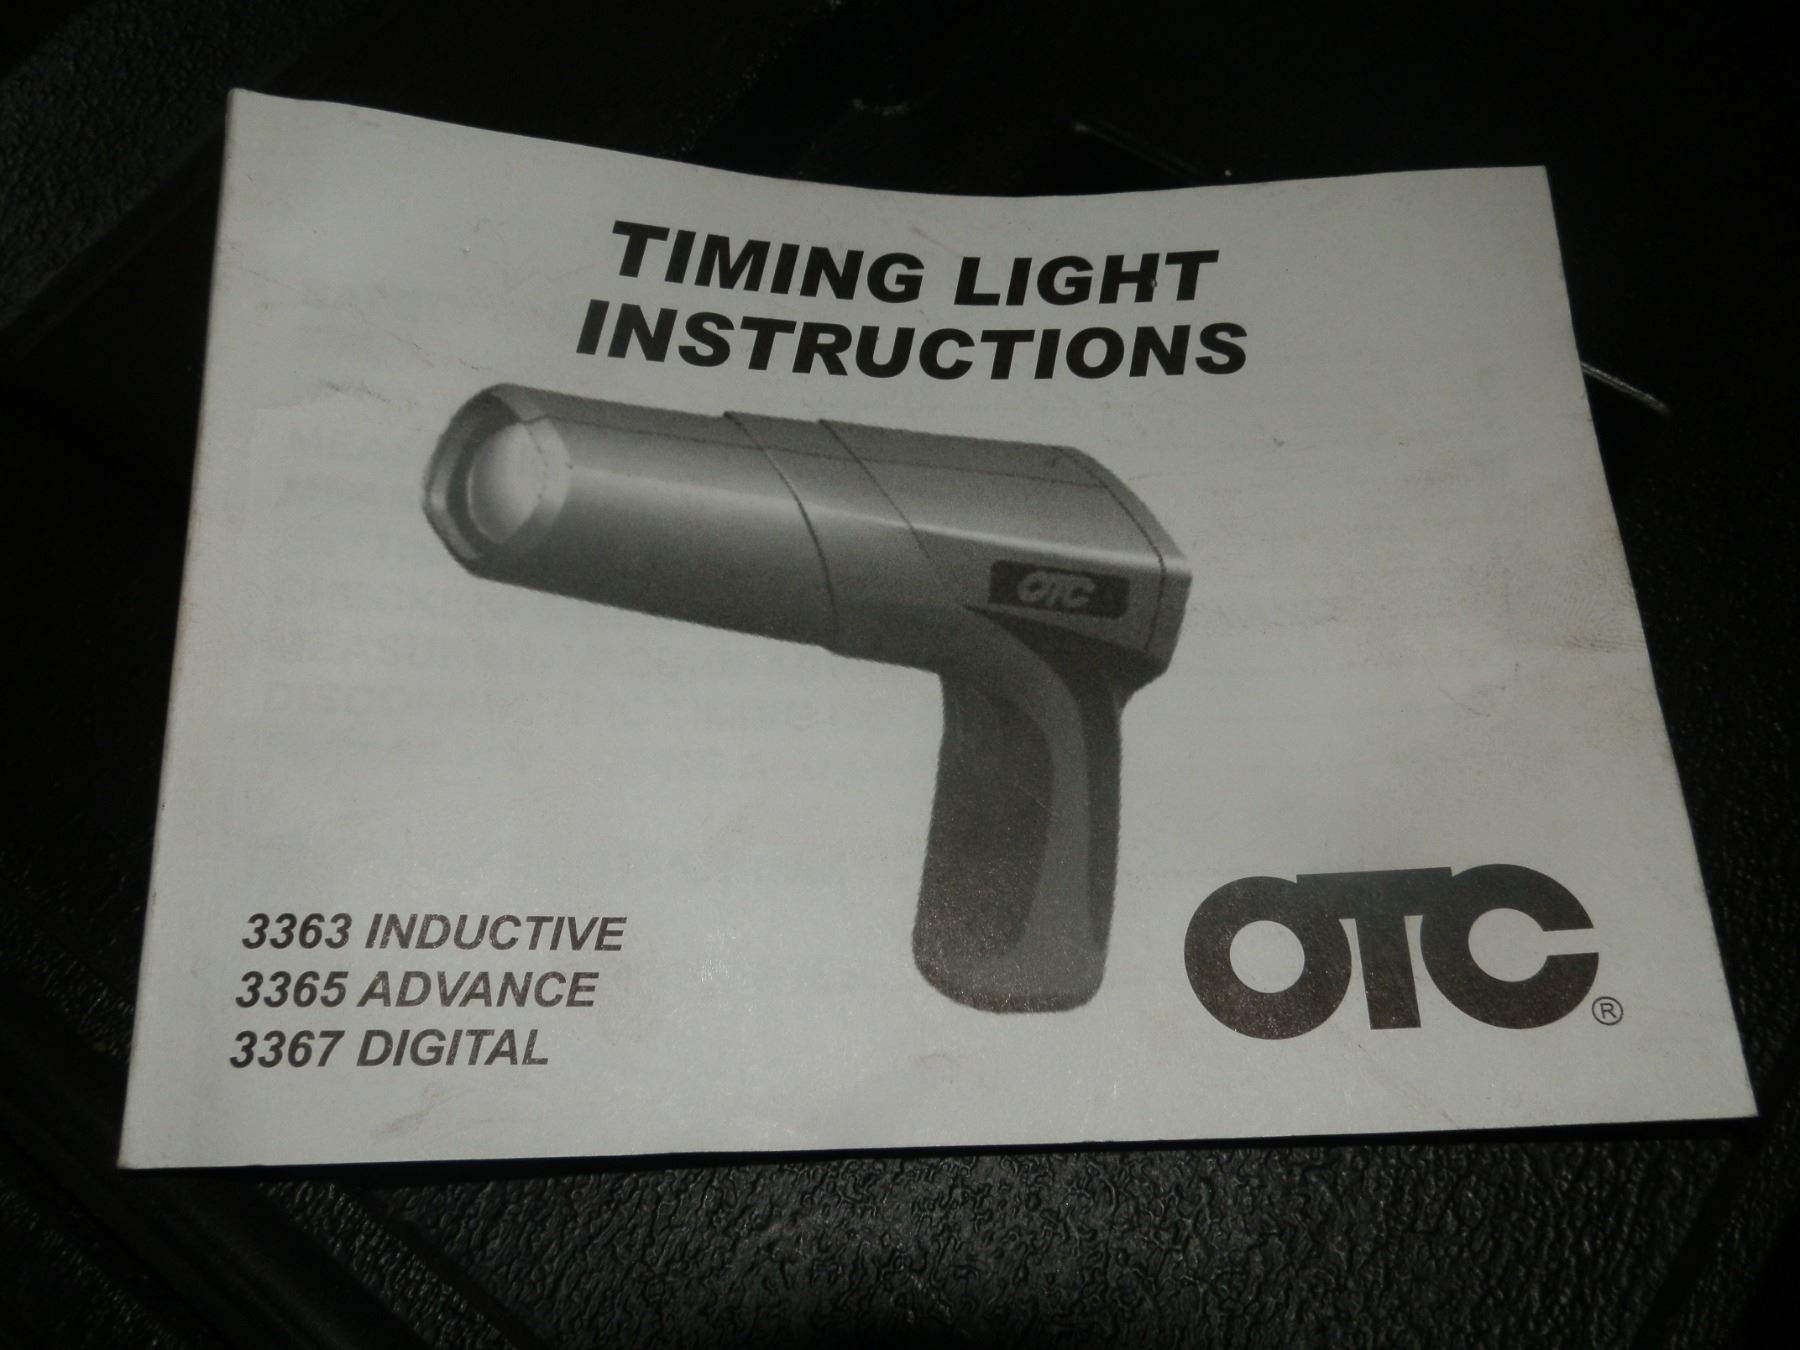 TIMING LIGHT
INSTRUCTIONS
OTC
3363 INDUCTIVE
3365 ADVANCE
3367 DIGITAL
OTC®